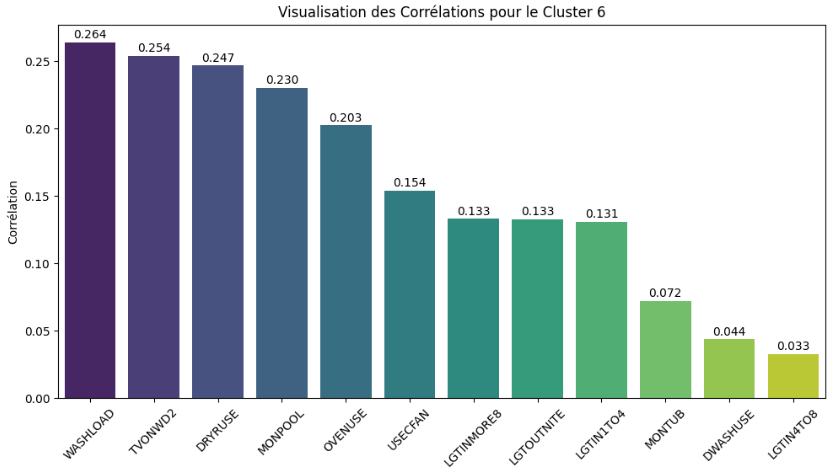 Visualisation des Corrélations pour le Cluster 6
Corrélation
0.25
0.20
0.15
0.10
0.05
0.00
0.264
0.254
0.247
0.230
0.203
0.154
0.133
0.133
0.131
0.072
0.044
0.033
WASHLOAD
TVONWD2
DRYRUSE
MONPOOL
OVENUSE
USECFAN
LGTINMORE8
LGTOUTNITE
LGTIN1TO4
MONTUB
DWASHUSE
LGTIN4TO8